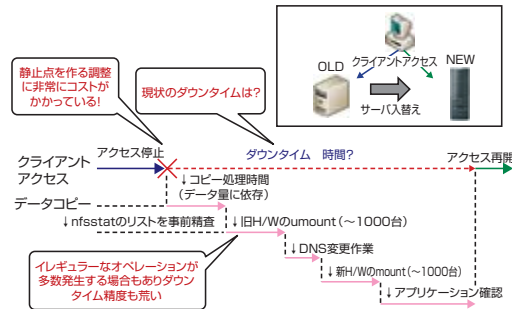 静止点を作る調整
に非常にコストが
かかっている!
現状のダウンタイムは?
OLD
クライアントアクセス
NEW
サーバ入替え
アクセス停止
ダウンタイム 時間?
アクセス再開
クライアント
アクセス
↓コピー処理時間
(データ量に依存)
データコピー
↓nfsstatのリストを事前精査
↓旧H/Wのumount(～1000台)
↓DNS変更作業
イレギュラーなオペレーションが
多数発生する場合もありダウン
タイム精度も荒い
↓新H/Wのmount(～1000台)
↓アプリケーション確認